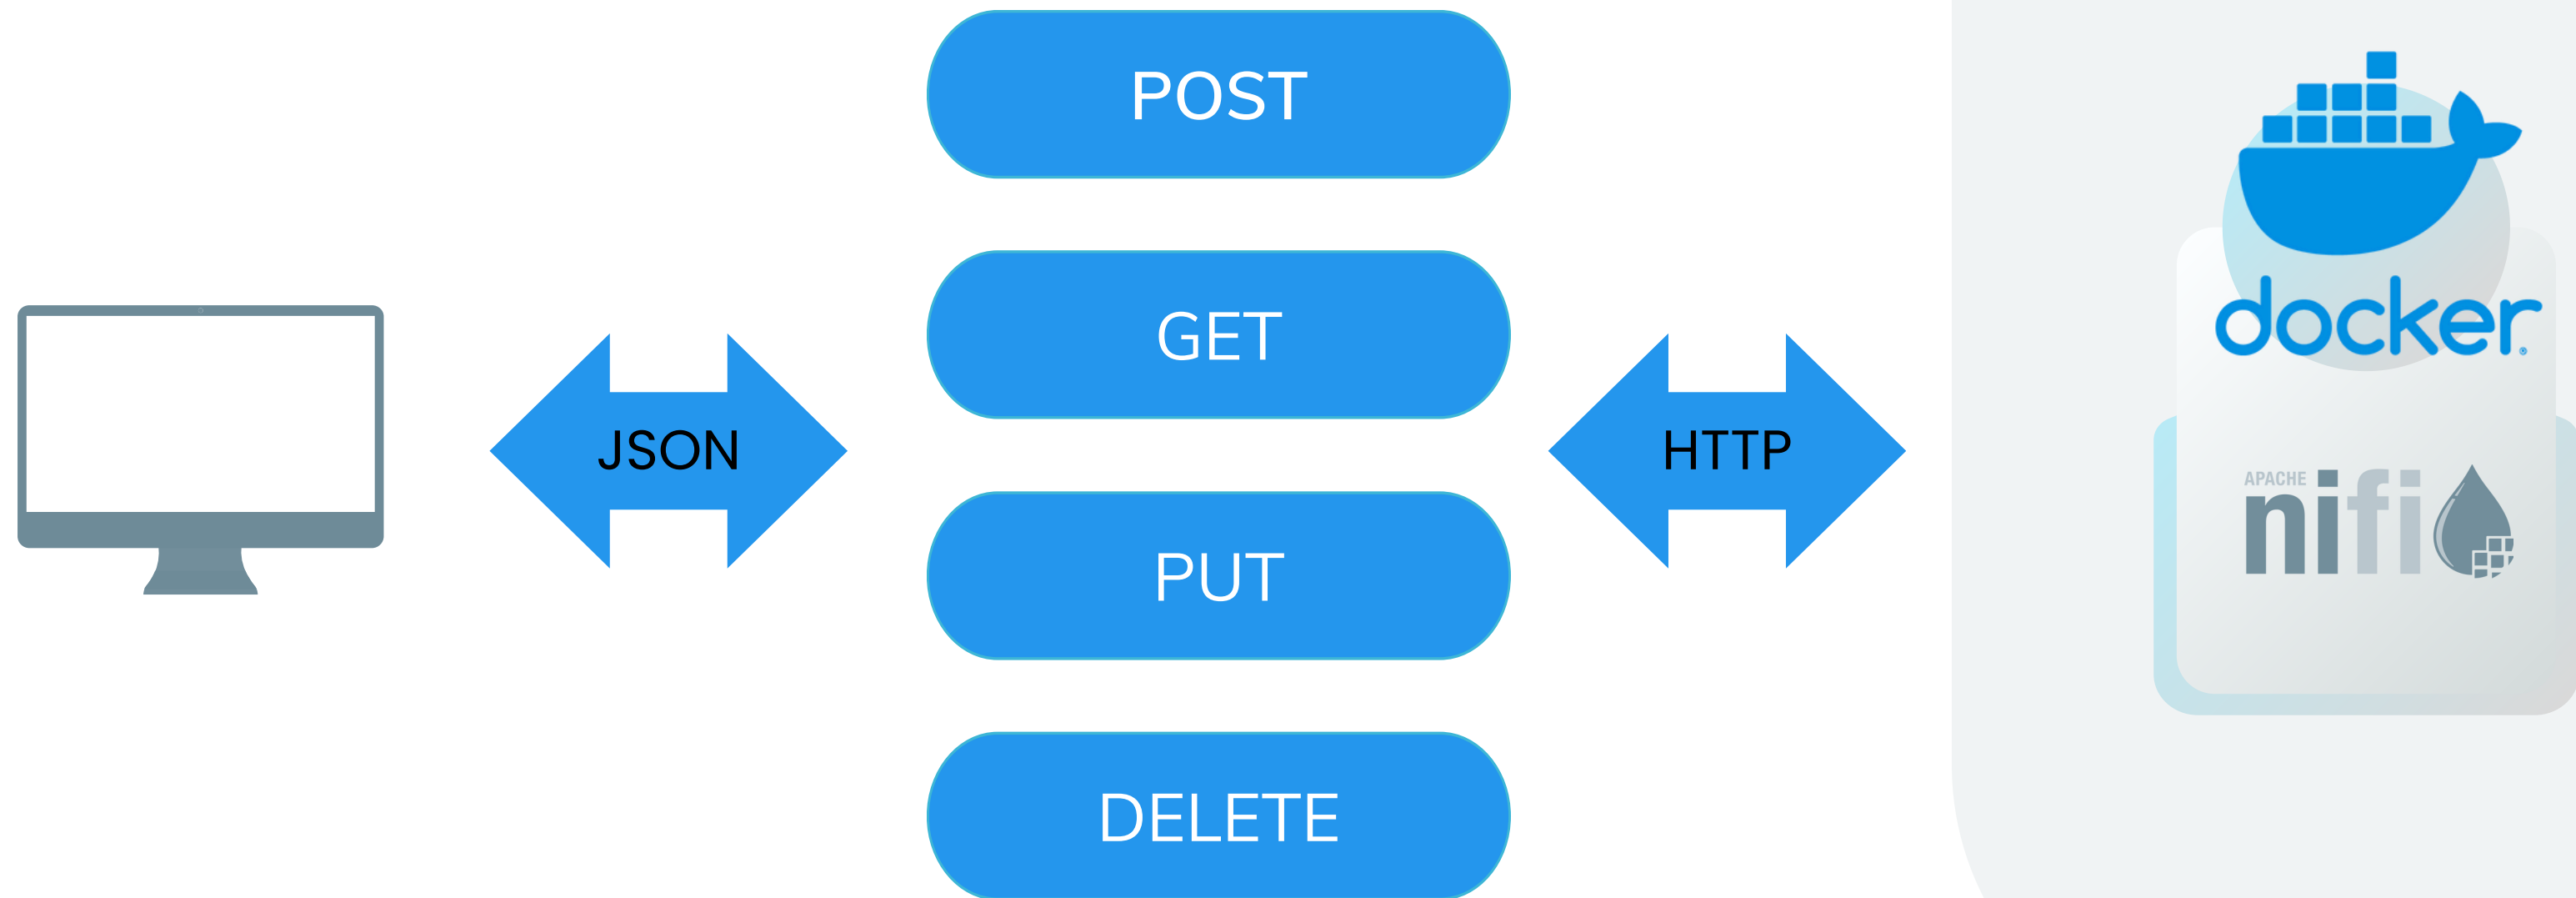 POST
GET
PUT
DELETE
JSON
HTTP
docker
APACHE
nifi